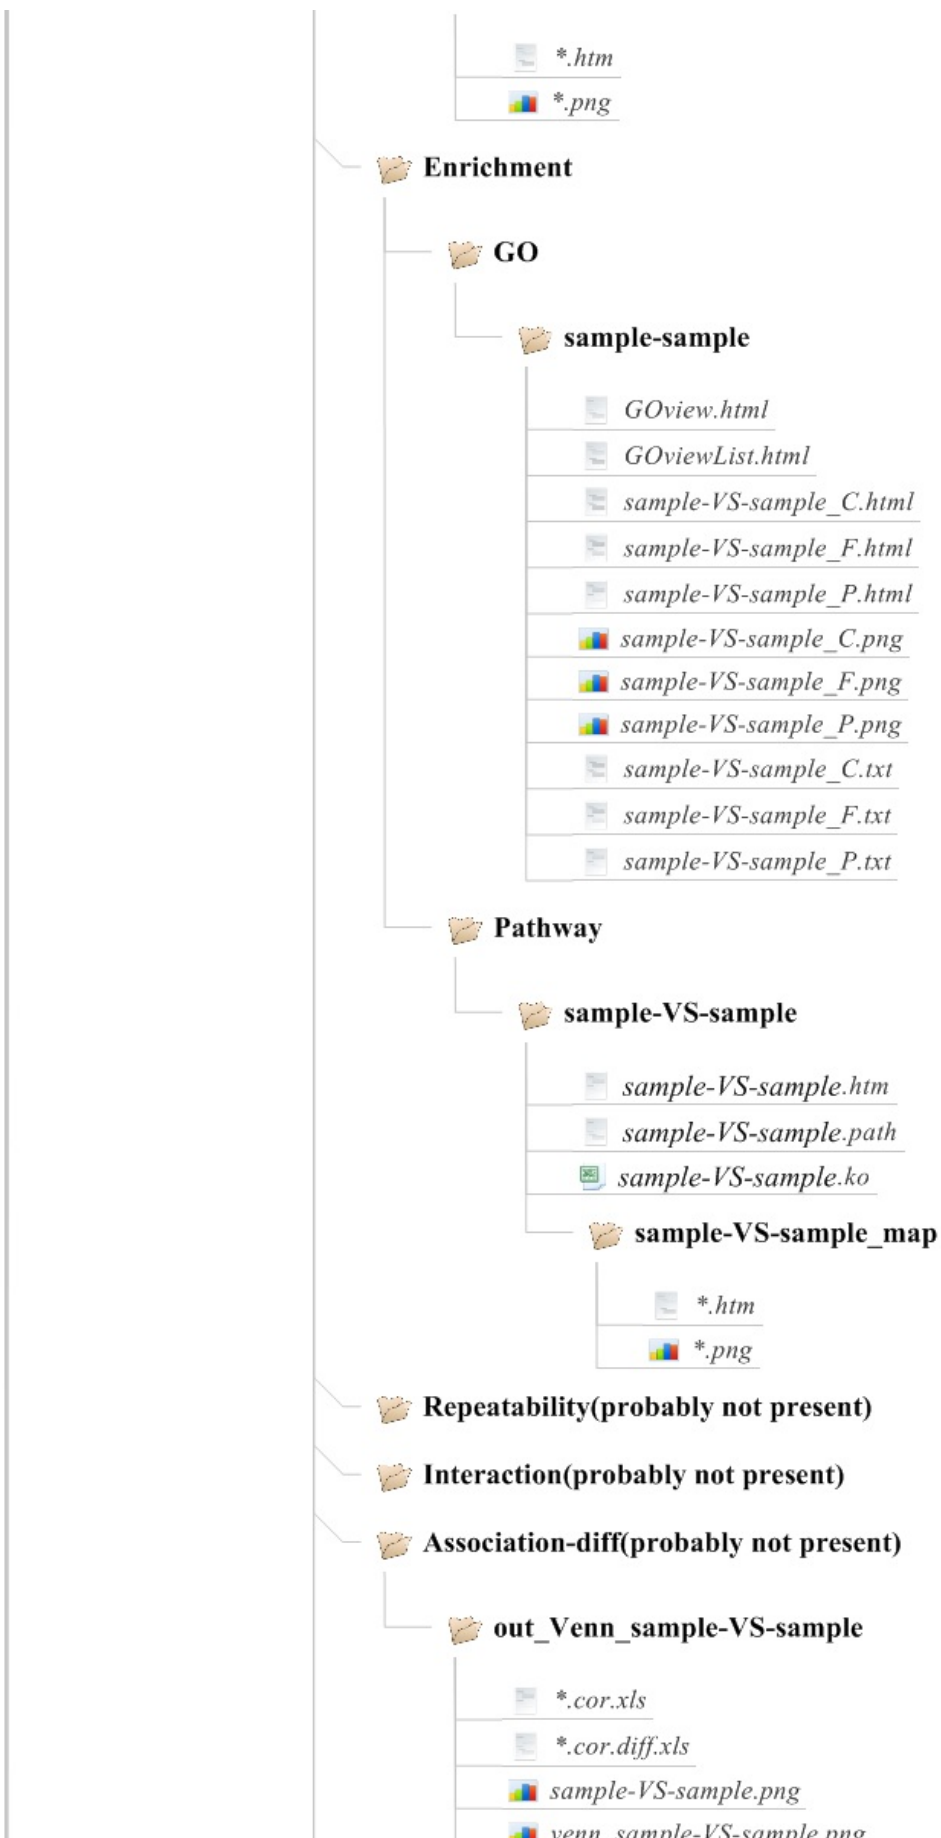 *.htm
*.png
Enrichment
GO
sample-sample
GOview.html
GOviewList.html
sample-VS-sample_C.html
sample-VS-sample_F.html
sample-VS-sample_P.html
sample-VS-sample_C.png
sample-VS-sample_F.png
sample-VS-sample_P.png
sample-VS-sample_C.txt
sample-VS-sample_F.txt
sample-VS-sample_P.txt
Pathway
sample-VS-sample
sample-VS-sample.htm
sample-VS-sample.path
sample-VS-sample.ko
sample-VS-sample_map
*.htm
*.png
Repeatability(probably not present)
Interaction(probably not present)
Association-diff(probably not present)
out_Venn_sample-VS-sample
*.cor.xls
*.cor.diff.xls
sample-VS-sample.png
venn_sample-VS-sample.png